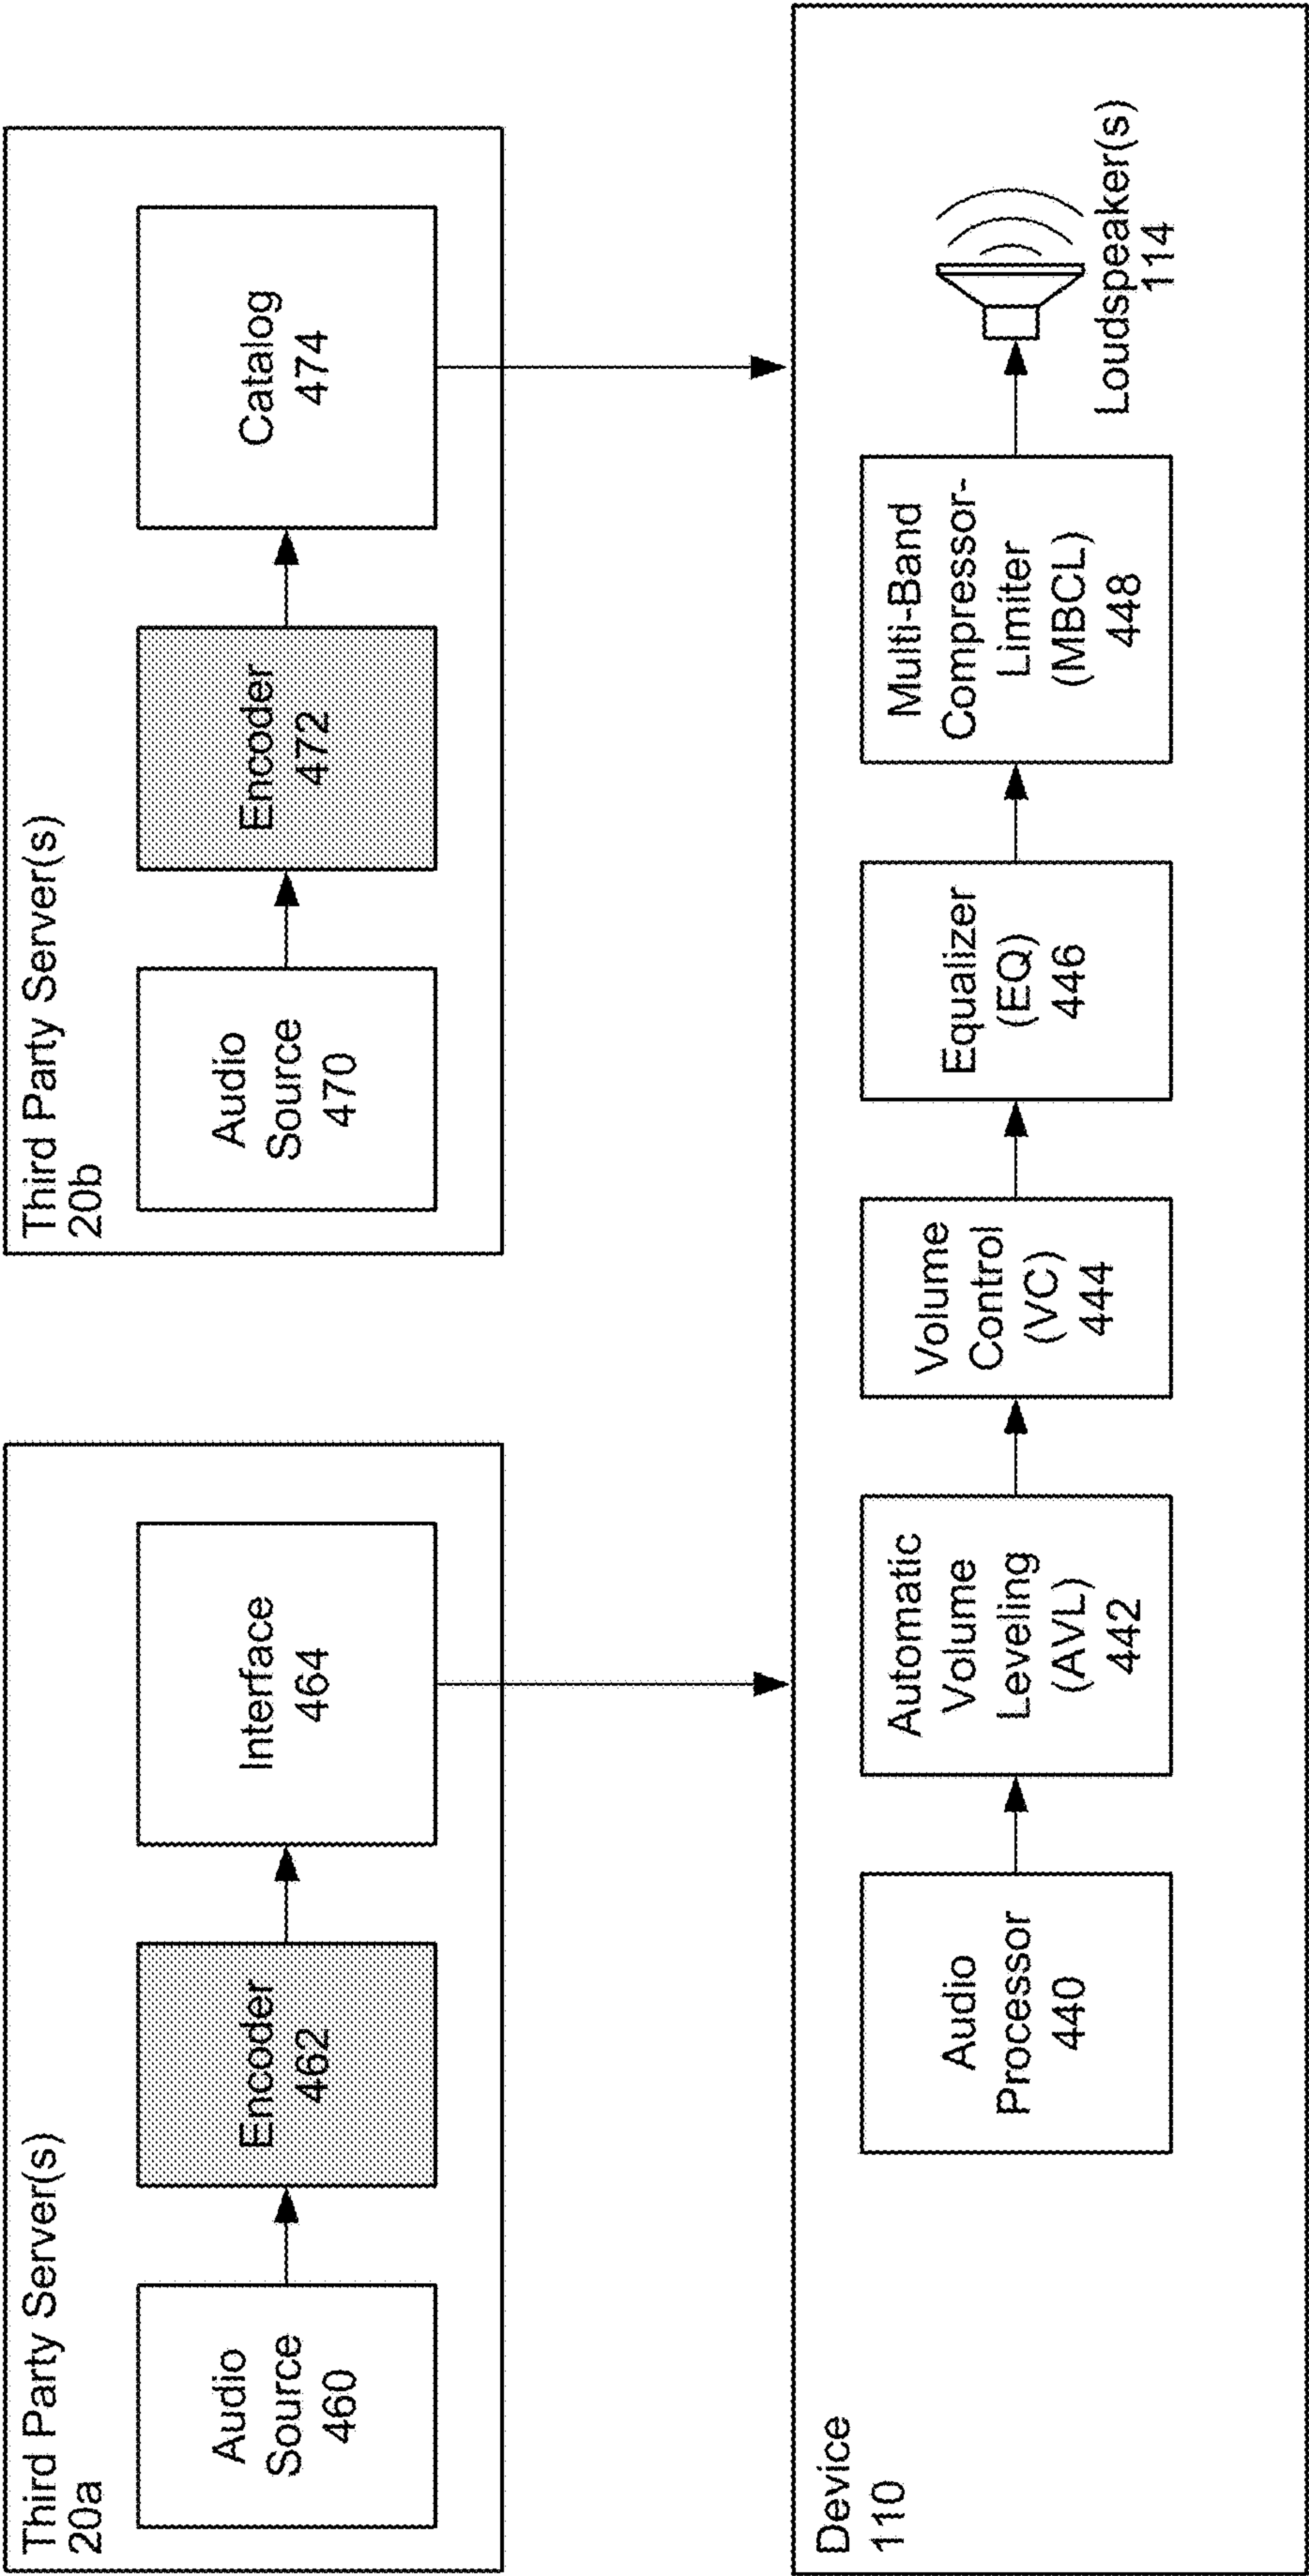 Third Party Server(s)
20a
Audio
Source
460
Encoder
462
Interface
464
Third Party Server(s)
20b
Audio
Source
470
Encoder
472
Catalog
474
Device
110
Audio
Processor
440
Automatic
Volume
Leveling
(AVL)
442
Volume
Control
(VC)
444
Equalizer
(EQ)
446
Multi-Band
Compressor-
Limiter
(MBCL)
448
Loudspeaker(s)
114